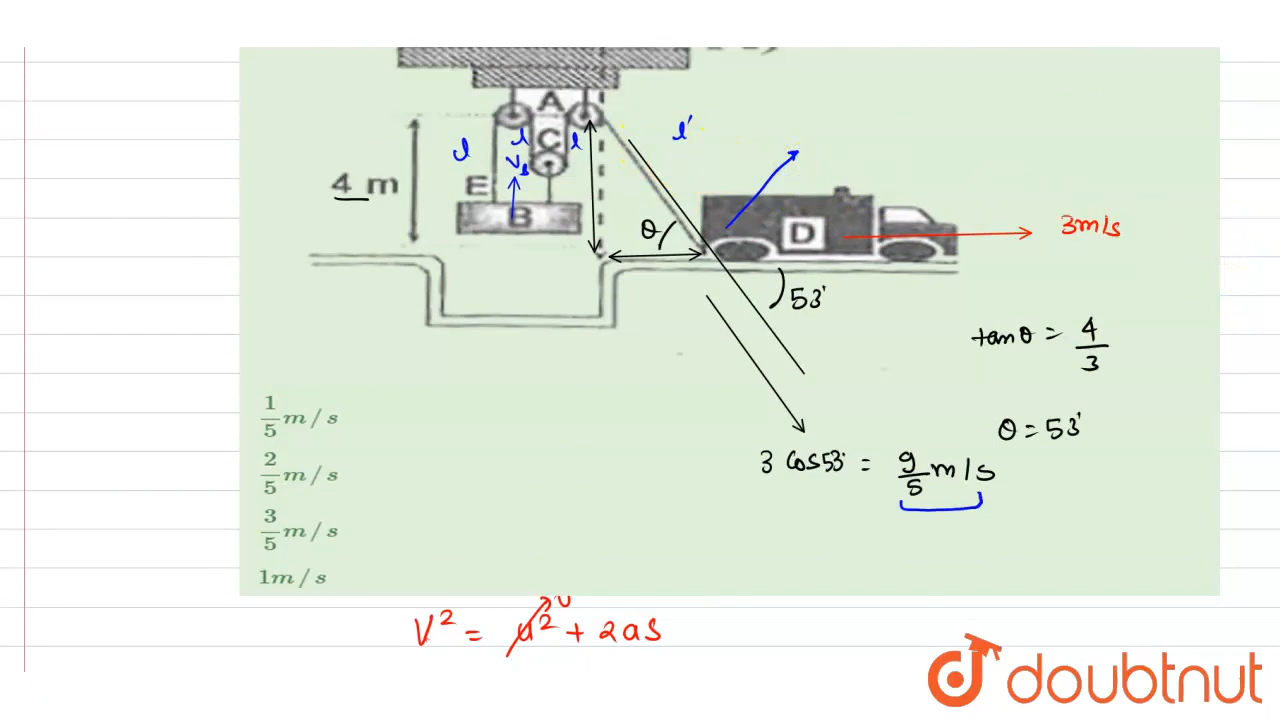 A
C
l
l
l
l'
V_B
4 m
E
B
θ
D
3m/s
53°
tanθ = 4/3
θ = 53°
3 cos53° = 9/5 m/s
1/5 m/s
2/5 m/s
3/5 m/s
1m/s
V² = u² + 2as
doubtnut